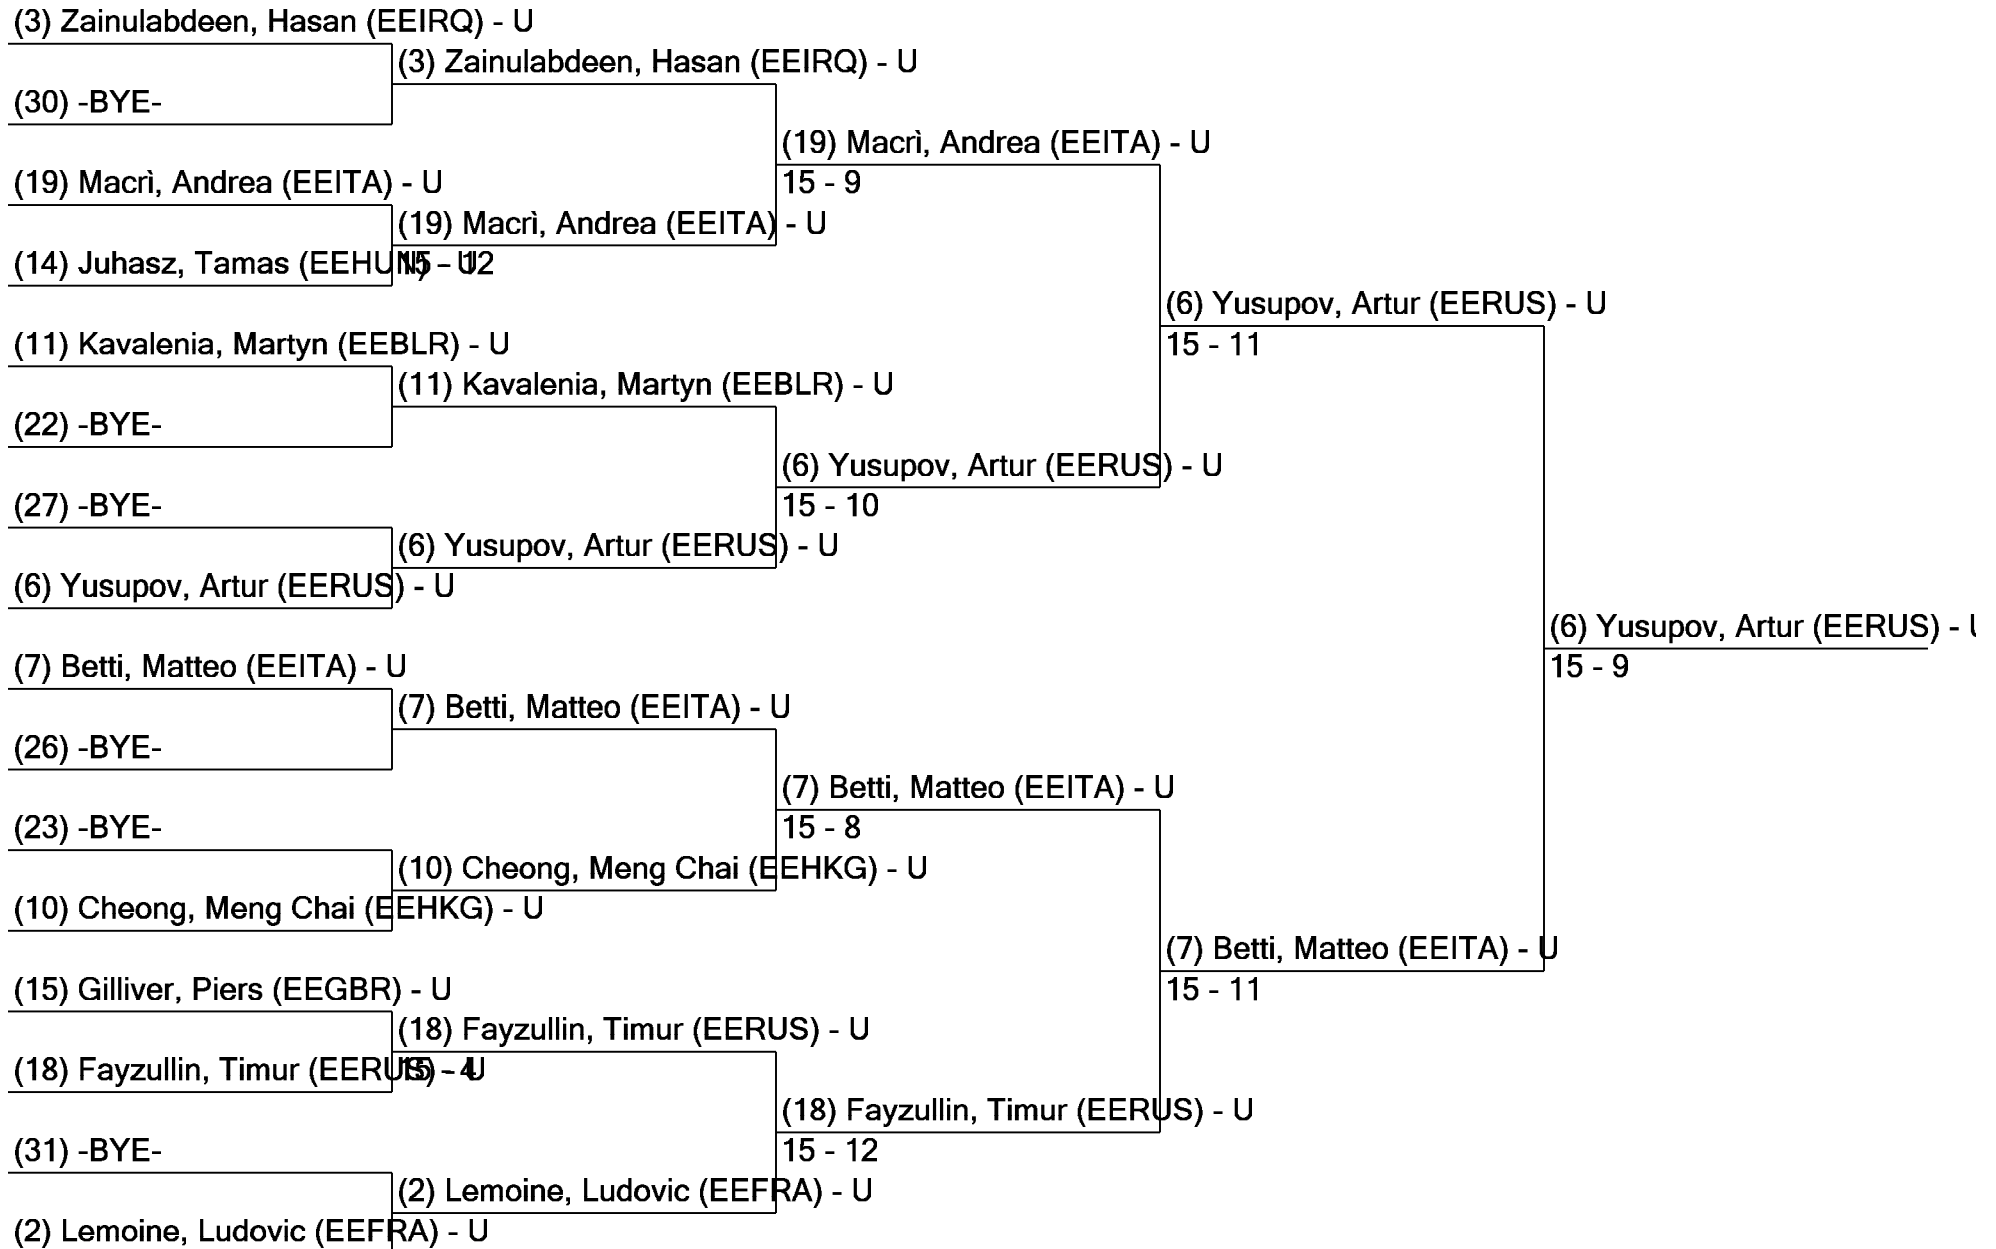 (3) Zainulabdeen, Hasan (EEIRQ) - U
(3) Zainulabdeen, Hasan (EEIRQ) - U
(30) -BYE-
(19) Macrì, Andrea (EEITA) - U
15 - 9
(19) Macrì, Andrea (EEITA) - U
(19) Macrì, Andrea (EEITA) - U
15 - 12
(14) Juhasz, Tamas (EEHUN) - U
(6) Yusupov, Artur (EERUS) - U
15 - 11
(11) Kavalenia, Martyn (EEBLR) - U
(11) Kavalenia, Martyn (EEBLR) - U
(22) -BYE-
(6) Yusupov, Artur (EERUS) - U
15 - 10
(27) -BYE-
(6) Yusupov, Artur (EERUS) - U
(6) Yusupov, Artur (EERUS) - U
(6) Yusupov, Artur (EERUS) -
15 - 9
(7) Betti, Matteo (EEITA) - U
(7) Betti, Matteo (EEITA) - U
(26) -BYE-
(7) Betti, Matteo (EEITA) - U
15 - 8
(23) -BYE-
(10) Cheong, Meng Chai (EEHKG) - U
(10) Cheong, Meng Chai (EEHKG) - U
(7) Betti, Matteo (EEITA) - U
15 - 11
(15) Gilliver, Piers (EEGBR) - U
(18) Fayzullin, Timur (EERUS) - U
15 - 4
(18) Fayzullin, Timur (EERUS) - U
(18) Fayzullin, Timur (EERUS) - U
15 - 12
(31) -BYE-
(2) Lemoine, Ludovic (EEFRA) - U
(2) Lemoine, Ludovic (EEFRA) - U